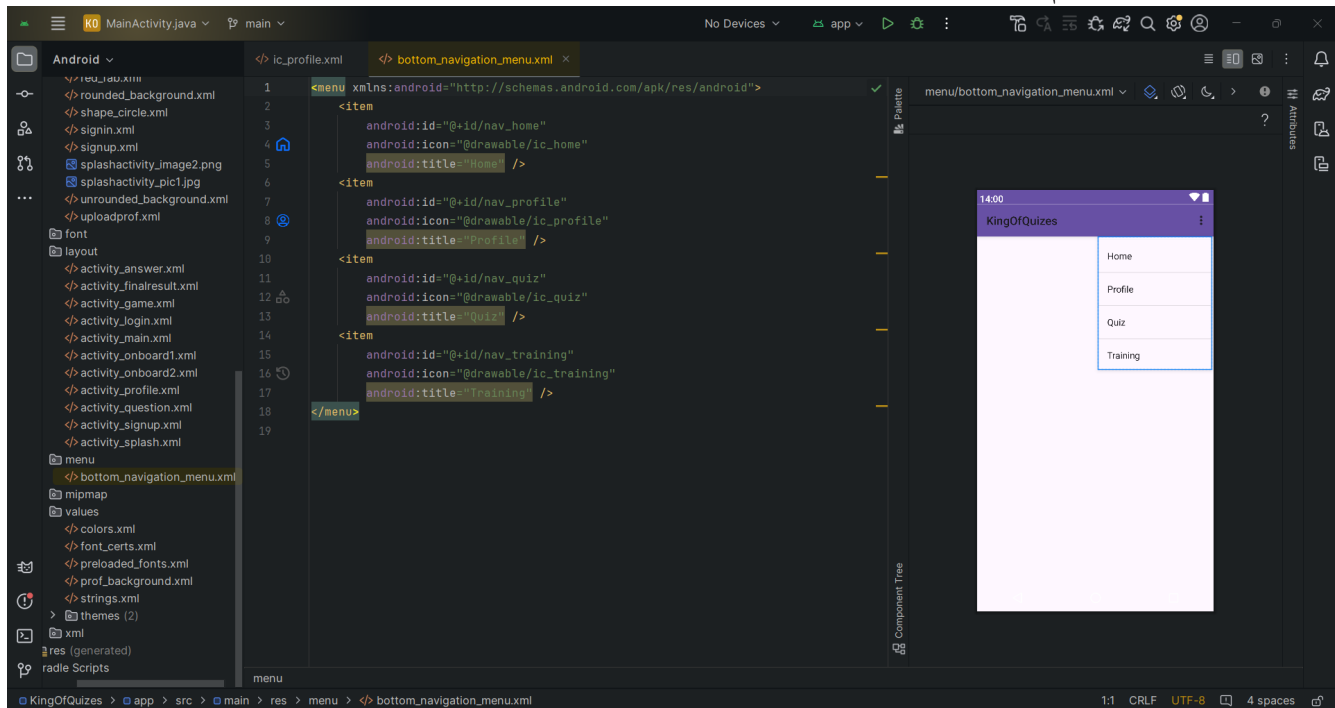 K0 MainActivity.java main No Devices app
Android
ic_profile.xml
bottom_navigation_menu.xml
red_fab.xml
rounded_background.xml
shape_circle.xml
signin.xml
signup.xml
splashactivity_image2.png
splashactivity_pic1.jpg
unrounded_background.xml
uploadprof.xml
font
layout
activity_answer.xml
activity_finalresult.xml
activity_game.xml
activity_login.xml
activity_main.xml
activity_onboard1.xml
activity_onboard2.xml
activity_profile.xml
activity_question.xml
activity_signup.xml
activity_splash.xml
menu
bottom_navigation_menu.xml
mipmap
values
colors.xml
font_certs.xml
preloaded_fonts.xml
prof_background.xml
strings.xml
themes (2)
xml
res (generated)
radle Scripts
1 <menu xmlns:android="http://schemas.android.com/apk/res/android">
2 <item
3 android:id="@+id/nav_home"
4 android:icon="@drawable/ic_home"
5 android:title="Home" />
6 <item
7 android:id="@+id/nav_profile"
8 android:icon="@drawable/ic_profile"
9 android:title="Profile" />
10 <item
11 android:id="@+id/nav_quiz"
12 android:icon="@drawable/ic_quiz"
13 android:title="Quiz" />
14 <item
15 android:id="@+id/nav_training"
16 android:icon="@drawable/ic_training"
17 android:title="Training" />
18 </menu>
19
menu
Palette
Component Tree
menu/bottom_navigation_menu.xml
?
Attributes
14:00
KingOfQuizes
Home
Profile
Quiz
Training
KingOfQuizes > app > src > main > res > menu > bottom_navigation_menu.xml
1:1 CRLF UTF-8 4 spaces